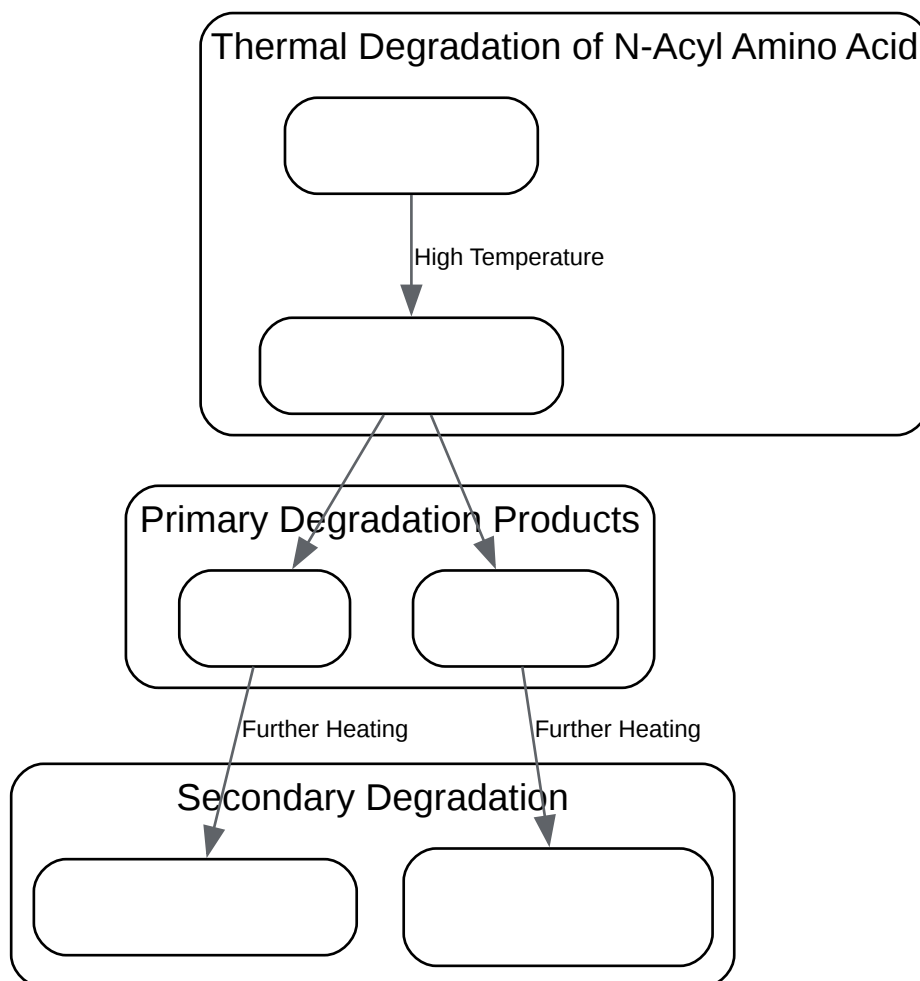 Thermal Degradation of N-Acyl Amino Acid
High Temperature
Primary Degradation Products
Further Heating
Further Heating
Secondary Degradation